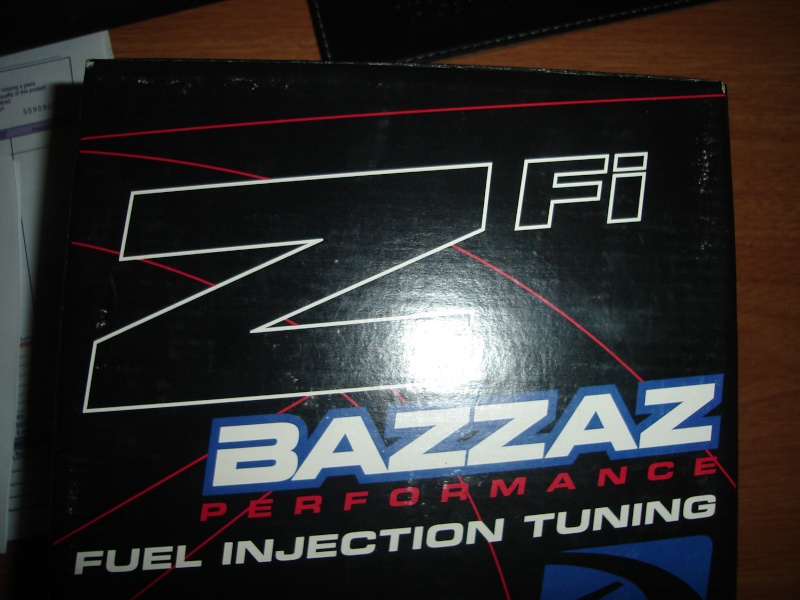 Z Fi
BAZZAZ
PERFORMANCE
FUEL INJECTION TUNING